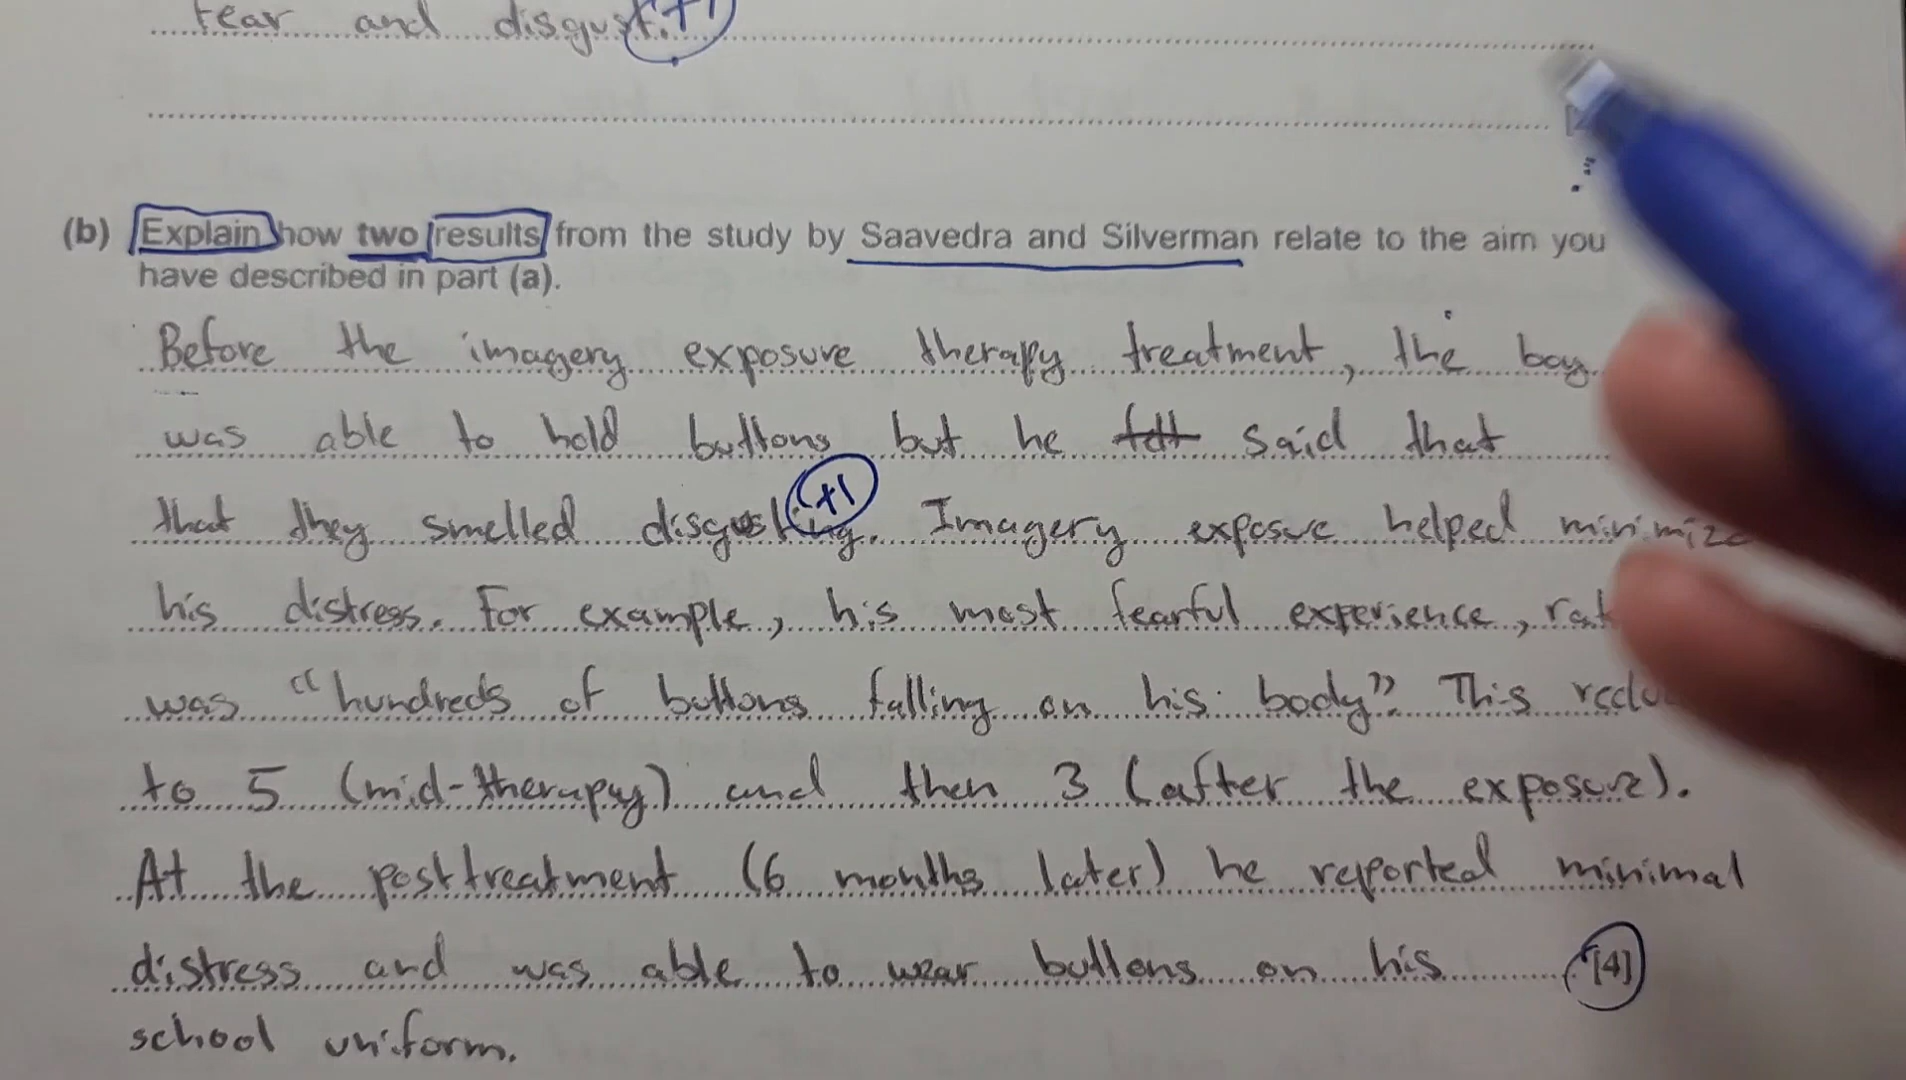 fear and disgust. +1
(b) Explain how two results from the study by Saavedra and Silverman relate to the aim you
have described in part (a).
Before the imagery exposure therapy treatment, the boy
was able to hold buttons but he felt said that
that they smelled disgusting. +1 Imagery exposure helped minimize
his distress. For example, his most fearful experience,
was "hundreds of buttons falling on his body". This
to 5 (mid-therapy) and then 3 (after the exposure).
At the posttreatment (6 months later) he reported minimal
distress and was able to wear buttons on his [4]
school uniform.